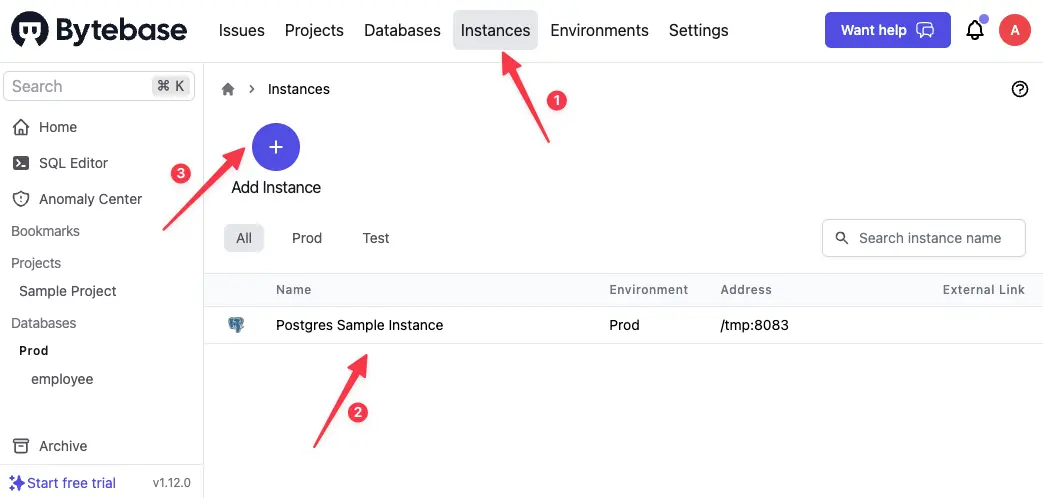 Bytebase
Issues Projects Databases Instances Environments Settings Want help A
Search ⌘ K
Home
SQL Editor
Anomaly Center
Bookmarks
Projects
Sample Project
Databases
Prod
employee
Archive
Start free trial v1.12.0
Instances
1
3
Add Instance
All Prod Test Search instance name
Name Environment Address External Link
Postgres Sample Instance Prod /tmp:8083
2